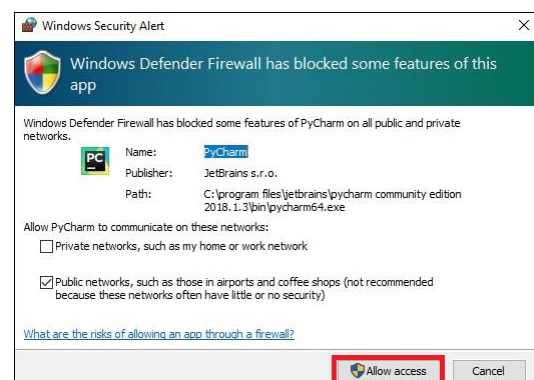 Windows Security Alert
Windows Defender Firewall has blocked some features of this
app
Windows Defender Firewall has blocked some features of PyCharm on all public and private
networks.
PC
Name: PyCharm
Publisher: JetBrains s.r.o.
Path: C:\program files\jetbrains\pycharm community edition
2018.1.3\bin\pycharm64.exe
Allow PyCharm to communicate on these networks:
Private networks, such as my home or work network
Public networks, such as those in airports and coffee shops (not recommended
because these networks often have little or no security)
What are the risks of allowing an app through a firewall?
Allow access Cancel